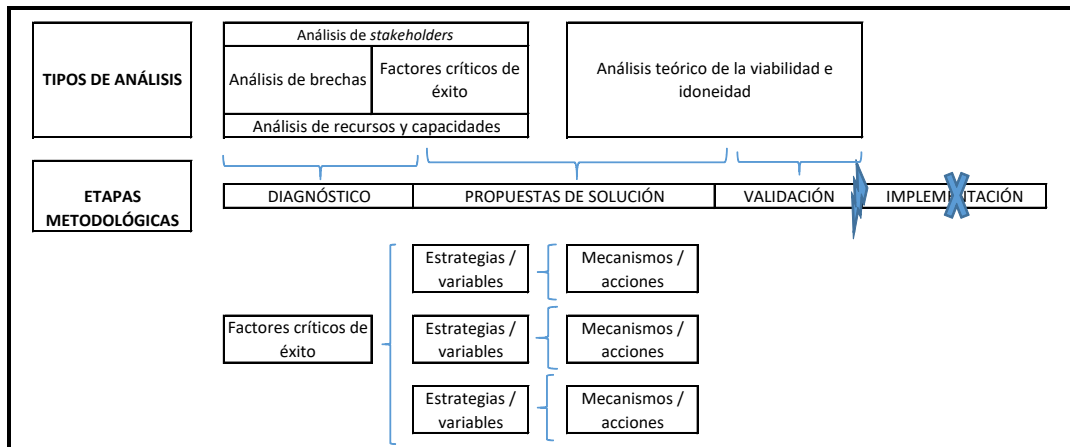 TIPOS DE ANÁLISIS
Análisis de stakeholders
Análisis de brechas
Factores críticos de
éxito
Análisis de recursos y capacidades
Análisis teórico de la viabilidad e
idoneidad
ETAPAS
METODOLÓGICAS
DIAGNÓSTICO
PROPUESTAS DE SOLUCIÓN
VALIDACIÓN
IMPLEMENTACIÓN
Factores críticos de
éxito
Estrategias /
variables
Mecanismos /
acciones
Estrategias /
variables
Mecanismos /
acciones
Estrategias /
variables
Mecanismos /
acciones